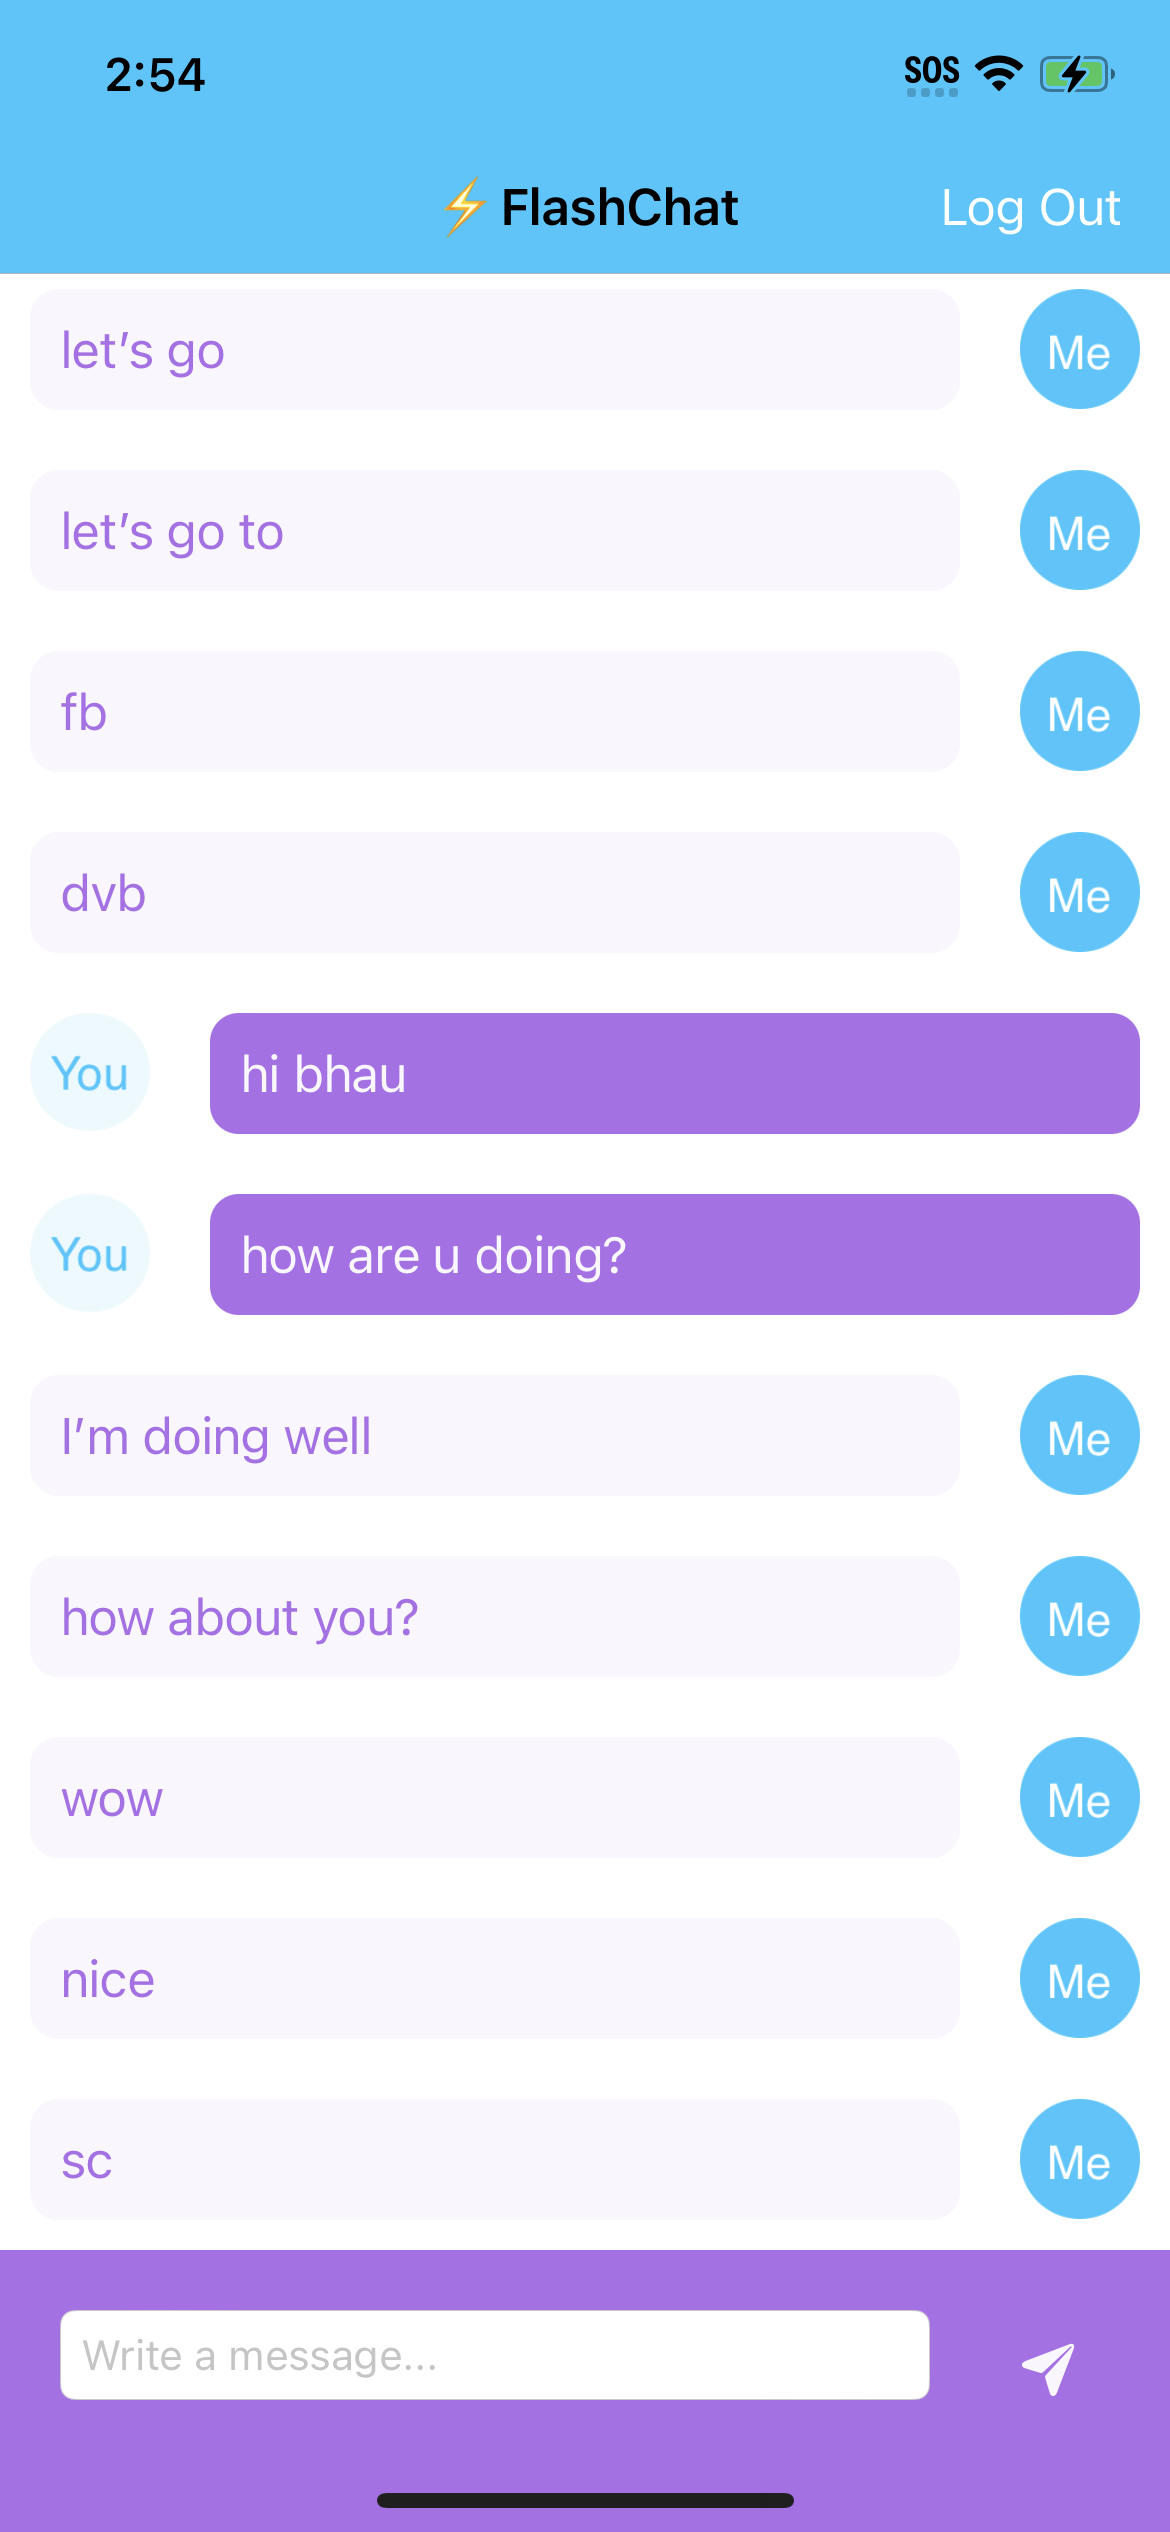 2:54 SOS
⚡️FlashChat Log Out
let’s go Me
let’s go to Me
fb Me
dvb Me
You hi bhau
You how are u doing?
I’m doing well Me
how about you? Me
wow Me
nice Me
sc Me
Write a message...